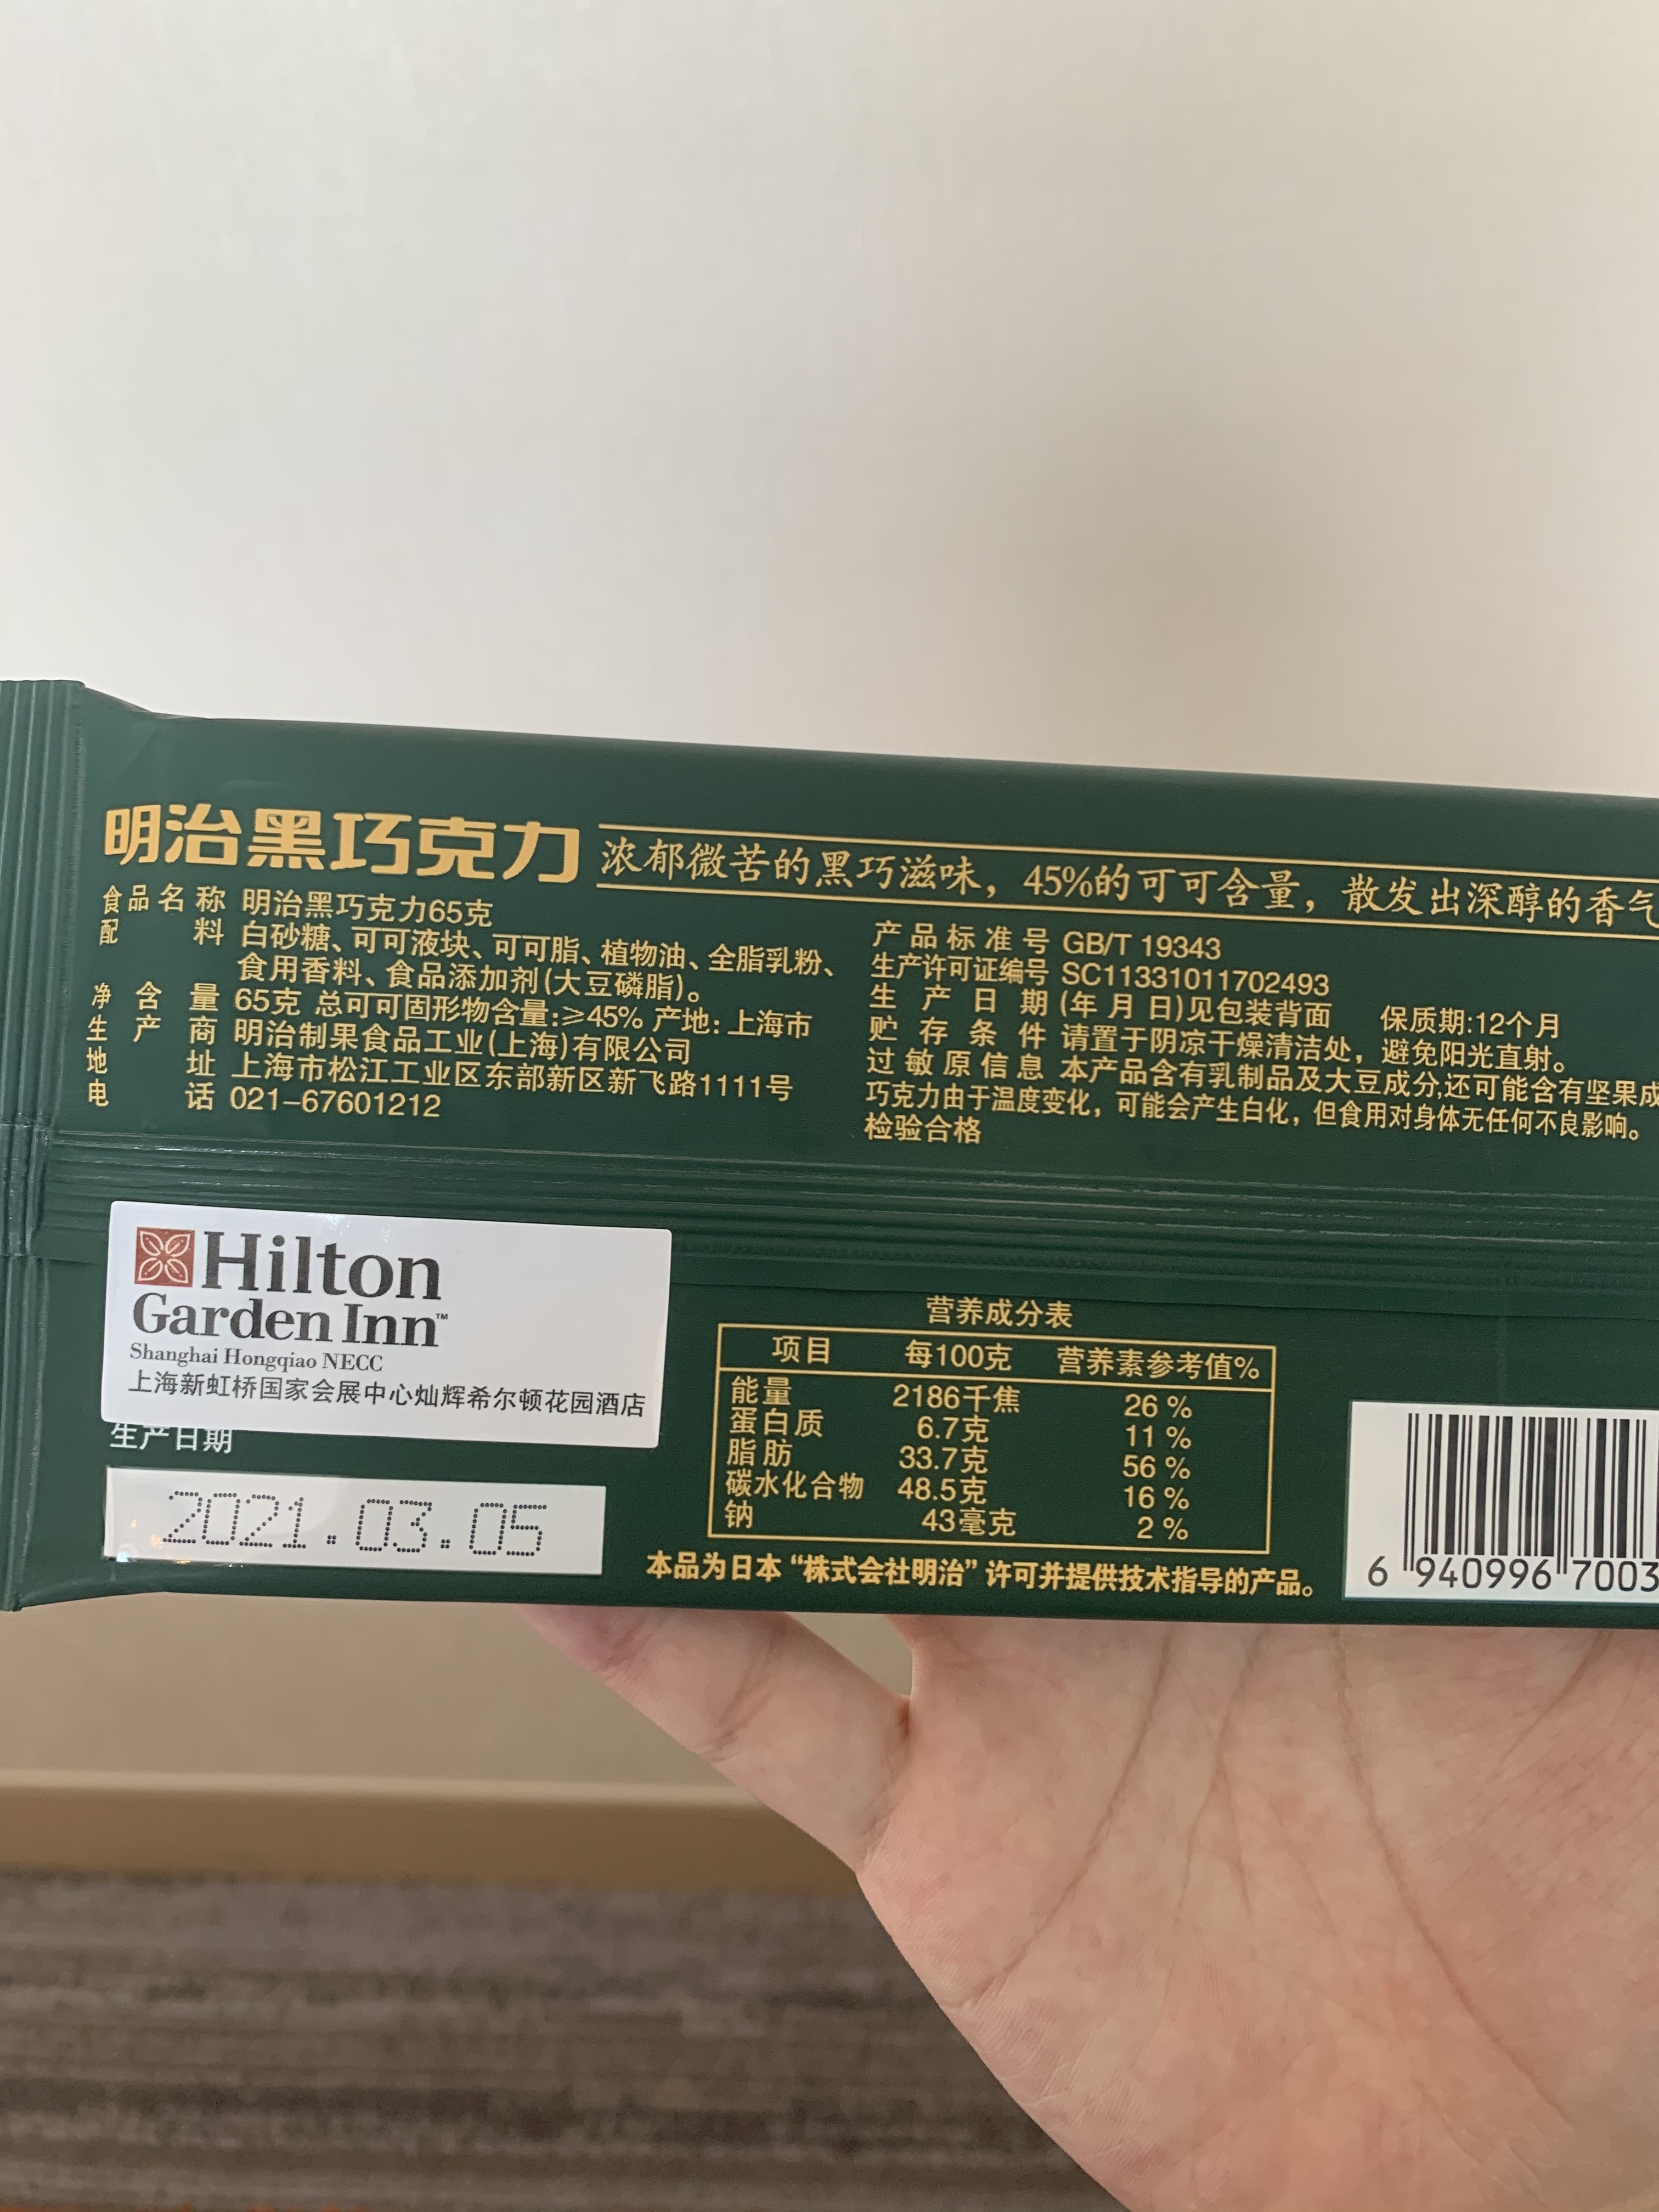 明治黑巧克力
浓郁微苦的黑巧滋味，45%的可可含量，散发出深醇的香气
食品名称 明治黑巧克力65克
配料 白砂糖、可可液块、可可脂、植物油、全脂乳粉、
食用香料、食品添加剂(大豆磷脂)。
净含量 65克 总可可固形物含量:≥45% 产地:上海市
生产商 明治制果食品工业(上海)有限公司
地址 上海市松江工业区东部新区新飞路1111号
电话 021-67601212
产品标准号 GB/T 19343
生产许可证编号 SC11331011702493
生产日期 (年 月 日)见包装背面 保质期:12个月
贮存条件 请置于阴凉干燥清洁处，避免阳光直射。
过敏原信息 本产品含有乳制品及大豆成分,还可能含有坚果成
巧克力由于温度变化，可能会产生白化，但食用对身体无任何不良影响。
检验合格
Hilton
Garden Inn™
Shanghai Hongqiao NECC
上海新虹桥国家会展中心灿辉希尔顿花园酒店
生产日期
2021.03.05
营养成分表
项目 每100克 营养素参考值%
能量 2186千焦 26 %
蛋白质 6.7克 11 %
脂肪 33.7克 56 %
碳水化合物 48.5克 16 %
钠 43毫克 2 %
本品为日本“株式会社明治”许可并提供技术指导的产品。
6 940996 7003